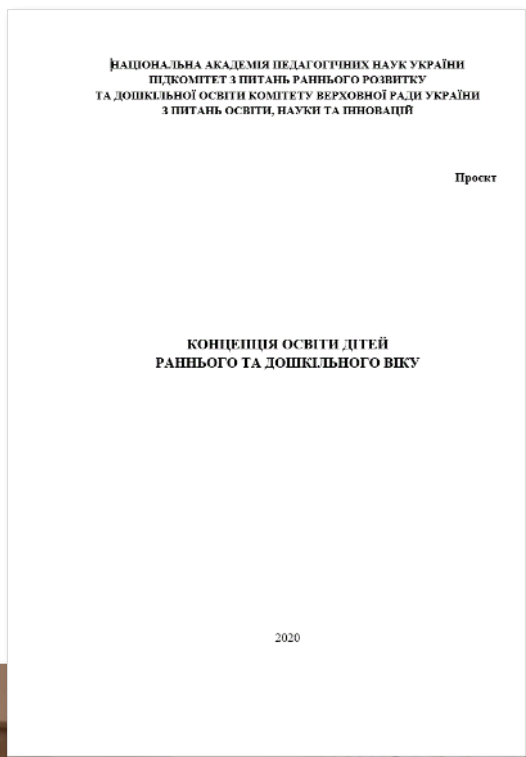 НАЦІОНАЛЬНА АКАДЕМІЯ ПЕДАГОГІЧНИХ НАУК УКРАЇНИ
ПІДКОМІТЕТ З ПИТАНЬ РАННЬОГО РОЗВИТКУ
ТА ДОШКІЛЬНОЇ ОСВІТИ КОМІТЕТУ ВЕРХОВНОЇ РАДИ УКРАЇНИ
З ПИТАНЬ ОСВІТИ, НАУКИ ТА ІННОВАЦІЙ
Проєкт
КОНЦЕПЦІЯ ОСВІТИ ДІТЕЙ
РАННЬОГО ТА ДОШКІЛЬНОГО ВІКУ
2020